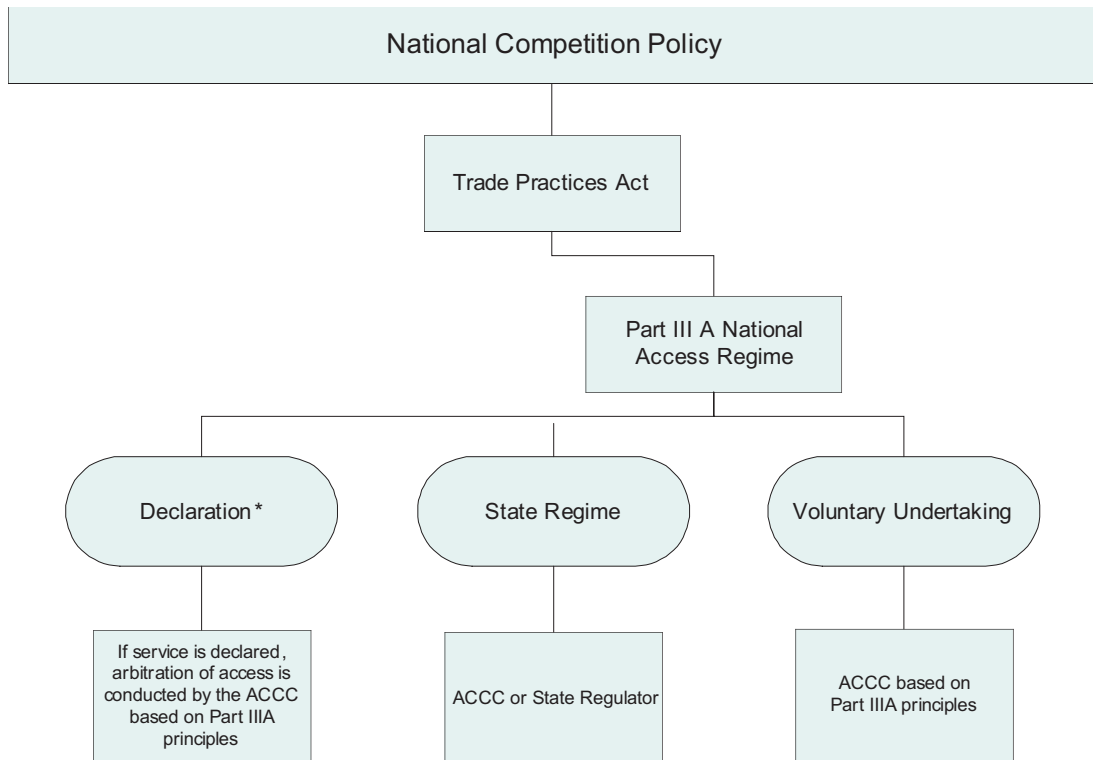 National Competition Policy
Trade Practices Act
Part III A National
Access Regime
Declaration *
State Regime
Voluntary Undertaking
If service is declared,
arbitration of access is
conducted by the ACCC
based on Part IIIA
principles
ACCC or State Regulator
ACCC based on
Part IIIA principles